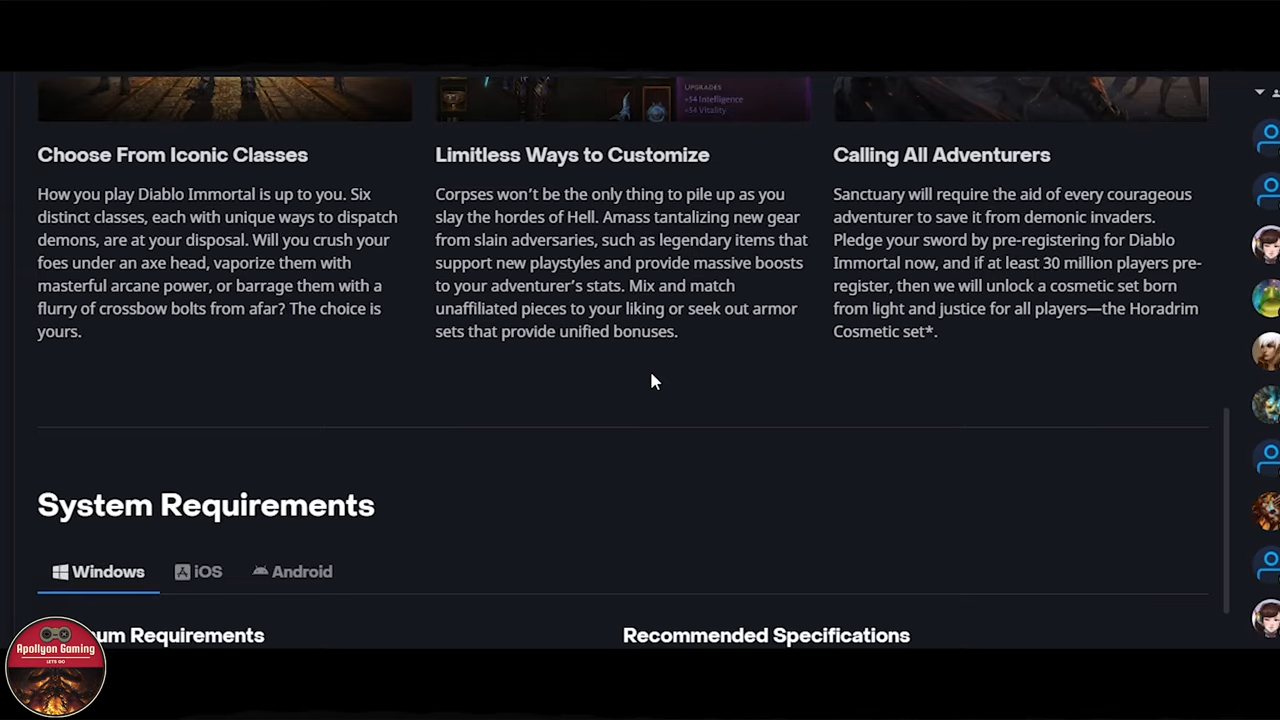 UPGRADES
+54 Intelligence
+54 Vitality
Choose From Iconic Classes
How you play Diablo Immortal is up to you. Six
distinct classes, each with unique ways to dispatch
demons, are at your disposal. Will you crush your
foes under an axe head, vaporize them with
masterful arcane power, or barrage them with a
flurry of crossbow bolts from afar? The choice is
yours.
Limitless Ways to Customize
Corpses won’t be the only thing to pile up as you
slay the hordes of Hell. Amass tantalizing new gear
from slain adversaries, such as legendary items that
support new playstyles and provide massive boosts
to your adventurer’s stats. Mix and match
unaffiliated pieces to your liking or seek out armor
sets that provide unified bonuses.
Calling All Adventurers
Sanctuary will require the aid of every courageous
adventurer to save it from demonic invaders.
Pledge your sword by pre-registering for Diablo
Immortal now, and if at least 30 million players pre-
register, then we will unlock a cosmetic set born
from light and justice for all players—the Horadrim
Cosmetic set*.
System Requirements
Windows iOS Android
um Requirements
Recommended Specifications
Apollyon Gaming
LETS GO